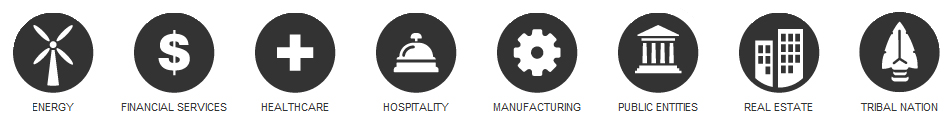 $
ENERGY FINANCIAL SERVICES HEALTHCARE HOSPITALITY MANUFACTURING PUBLIC ENTITIES REAL ESTATE TRIBAL NATION